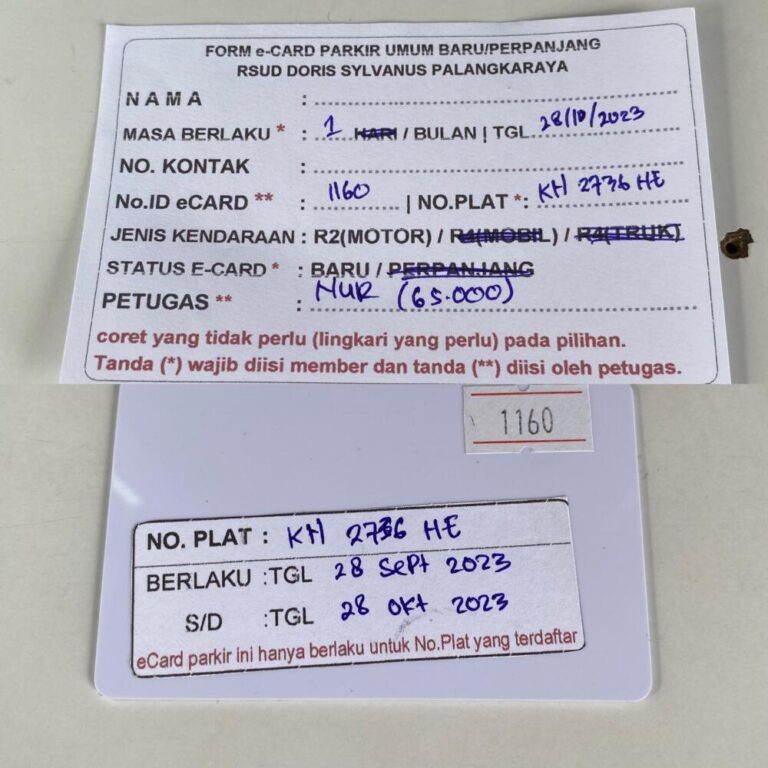 FORM e-CARD PARKIR UMUM BARU/PERPANJANG
RSUD DORIS SYLVANUS PALANGKARAYA
NAMA :
MASA BERLAKU * : 1 HARI / BULAN | TGL 28/10/2023
NO. KONTAK :
No.ID eCARD ** : 1160 | NO.PLAT *: KH 2736 HE
JENIS KENDARAAN : R2(MOTOR) / R4(MOBIL) / R4(TRUK)
STATUS E-CARD * : BARU / PERPANJANG
PETUGAS ** : NUR (65.000)
coret yang tidak perlu (lingkari yang perlu) pada pilihan.
Tanda (*) wajib diisi member dan tanda (**) diisi oleh petugas.
1160
NO. PLAT : KH 2736 HE
BERLAKU :TGL 28 Sept 2023
S/D :TGL 28 Okt 2023
eCard parkir ini hanya berlaku untuk No.Plat yang terdaftar